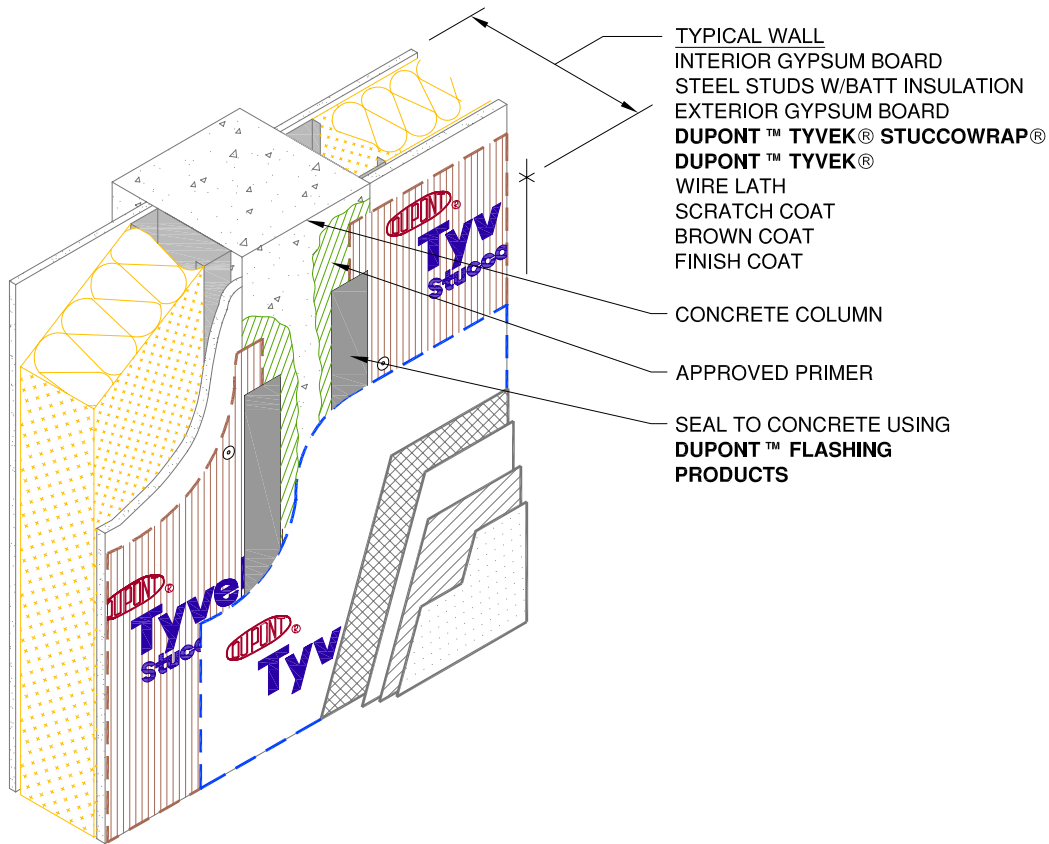 TYPICAL WALL
INTERIOR GYPSUM BOARD
STEEL STUDS W/BATT INSULATION
EXTERIOR GYPSUM BOARD
DUPONT ™ TYVEK® STUCCOWRAP®
DUPONT ™ TYVEK®
WIRE LATH
SCRATCH COAT
BROWN COAT
FINISH COAT
CONCRETE COLUMN
APPROVED PRIMER
SEAL TO CONCRETE USING
DUPONT ™ FLASHING
PRODUCTS
DUPONT®
Tyv
Stucco
DUPONT®
Tyvek
Stucc
DUPONT®
Tyv